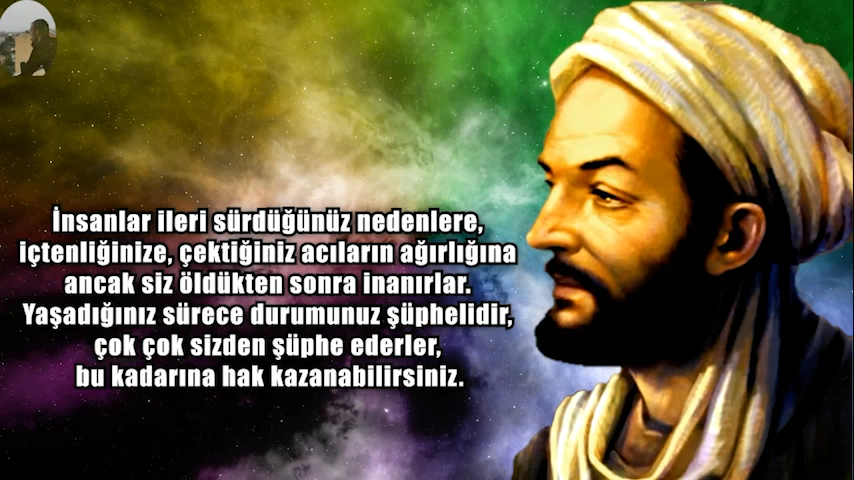 İnsanlar ileri sürdüğünüz nedenlere,
içtenliğinize, çektiğiniz acıların ağırlığına
ancak siz öldükten sonra inanırlar.
Yaşadığınız sürece durumunuz şüphelidir,
çok çok sizden şüphe ederler,
bu kadarına hak kazanabilirsiniz.